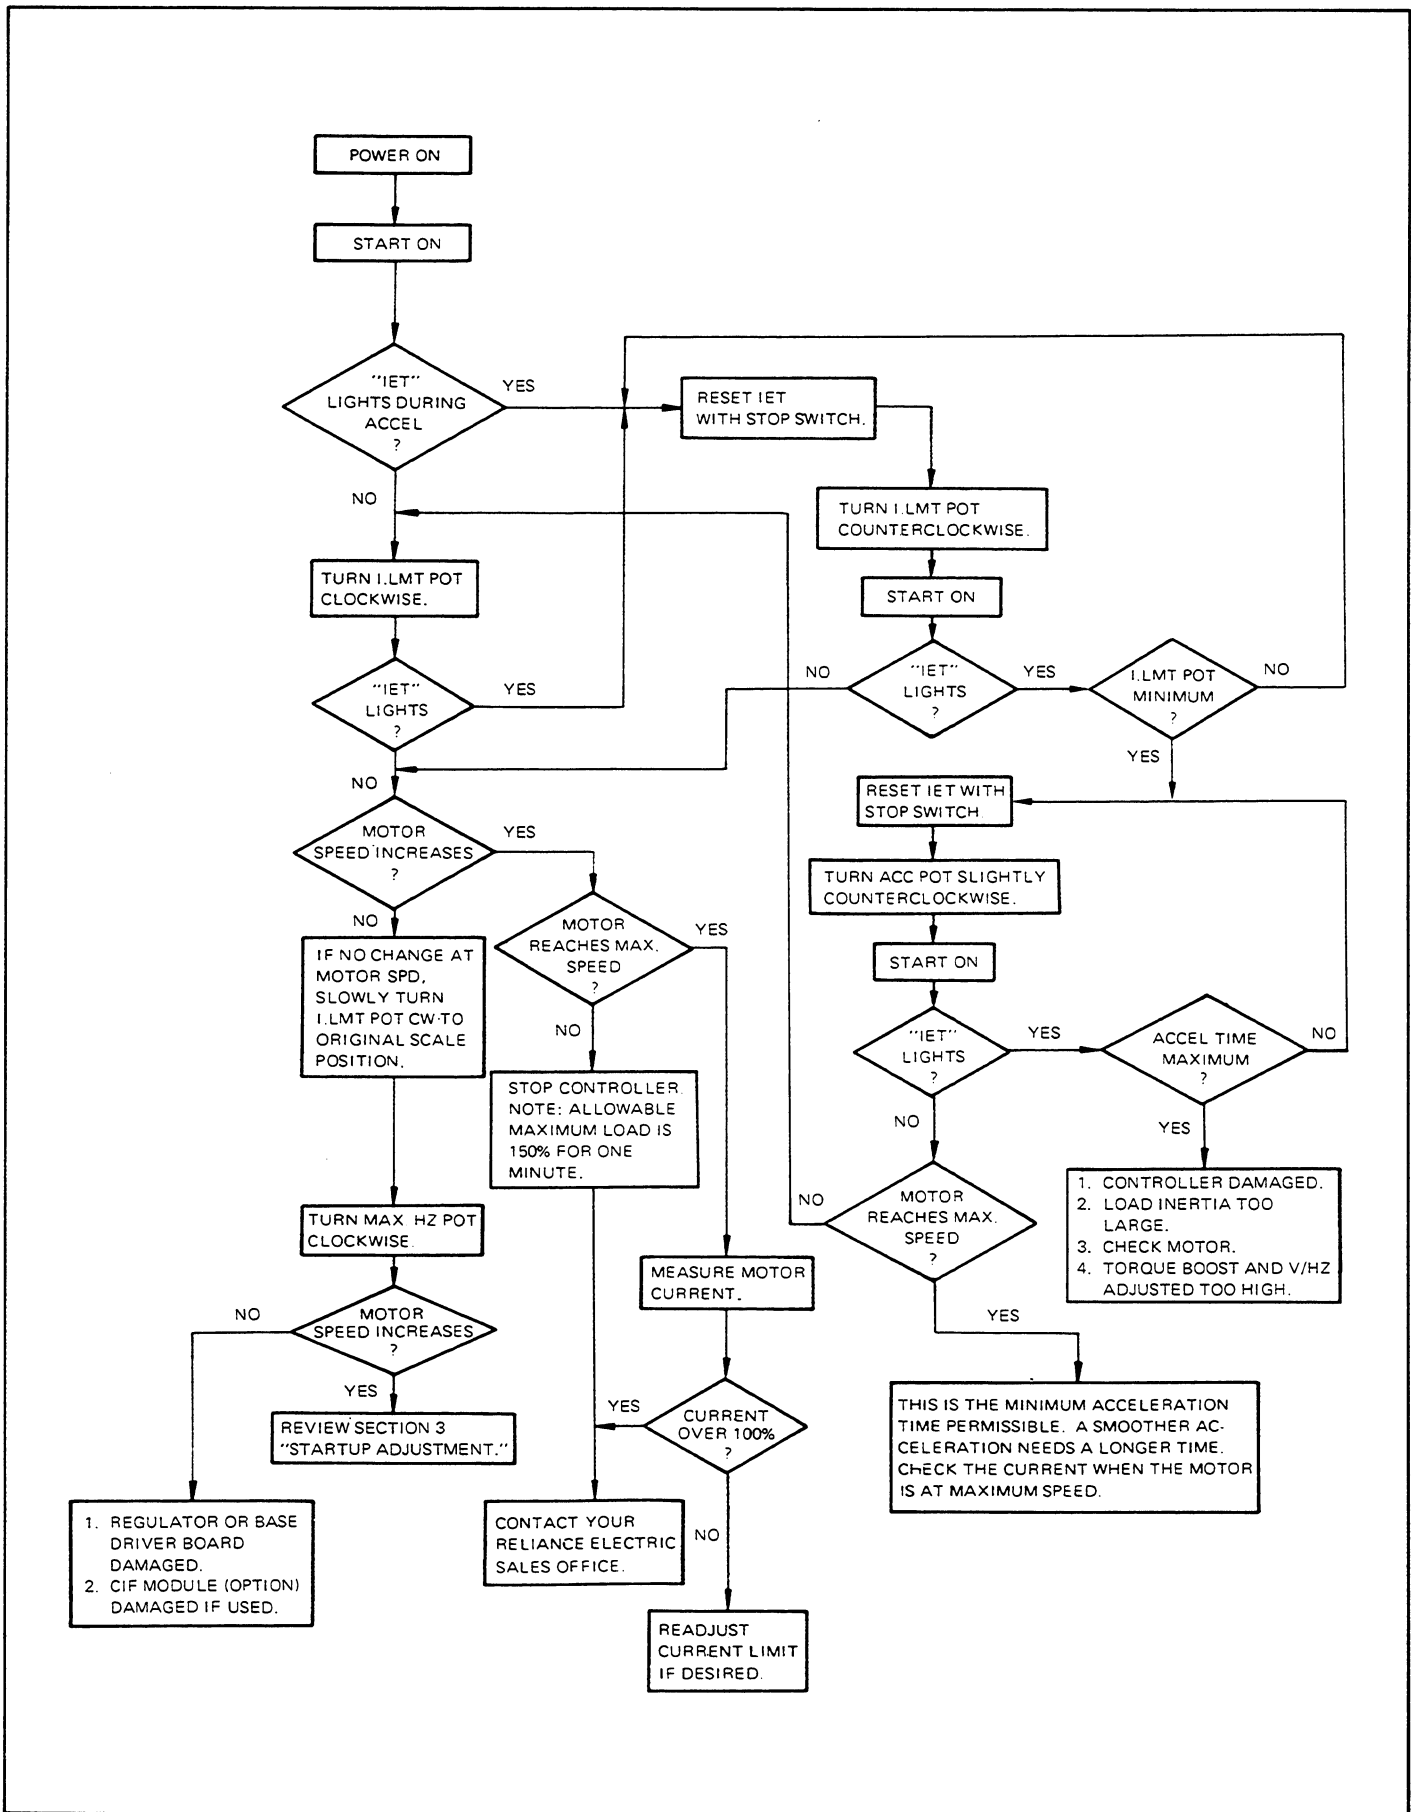 POWER ON
START ON
"IET"
LIGHTS DURING
ACCEL
?
YES
NO
RESET IET
WITH STOP SWITCH.
TURN I.LMT POT
COUNTERCLOCKWISE.
START ON
"IET"
LIGHTS
?
NO
YES
I.LMT POT
MINIMUM
?
NO
YES
TURN I.LMT POT
CLOCKWISE.
"IET"
LIGHTS
?
YES
NO
RESET IET WITH
STOP SWITCH.
TURN ACC POT SLIGHTLY
COUNTERCLOCKWISE.
START ON
"IET"
LIGHTS
?
YES
NO
ACCEL TIME
MAXIMUM
?
NO
YES
1. CONTROLLER DAMAGED.
2. LOAD INERTIA TOO
LARGE.
3. CHECK MOTOR.
4. TORQUE BOOST AND V/HZ
ADJUSTED TOO HIGH.
MOTOR
REACHES MAX.
SPEED
?
NO
YES
THIS IS THE MINIMUM ACCELERATION
TIME PERMISSIBLE. A SMOOTHER AC-
CELERATION NEEDS A LONGER TIME.
CHECK THE CURRENT WHEN THE MOTOR
IS AT MAXIMUM SPEED.
MOTOR
SPEED INCREASES
?
YES
NO
IF NO CHANGE AT
MOTOR SPD,
SLOWLY TURN
I.LMT POT CW TO
ORIGINAL SCALE
POSITION.
MOTOR
REACHES MAX.
SPEED
?
YES
NO
STOP CONTROLLER.
NOTE: ALLOWABLE
MAXIMUM LOAD IS
150% FOR ONE
MINUTE.
TURN MAX HZ POT
CLOCKWISE.
MOTOR
SPEED INCREASES
?
NO
YES
REVIEW SECTION 3
"STARTUP ADJUSTMENT."
1. REGULATOR OR BASE
DRIVER BOARD
DAMAGED.
2. CIF MODULE (OPTION)
DAMAGED IF USED.
MEASURE MOTOR
CURRENT.
CURRENT
OVER 100%
?
YES
NO
CONTACT YOUR
RELIANCE ELECTRIC
SALES OFFICE.
READJUST
CURRENT LIMIT
IF DESIRED.